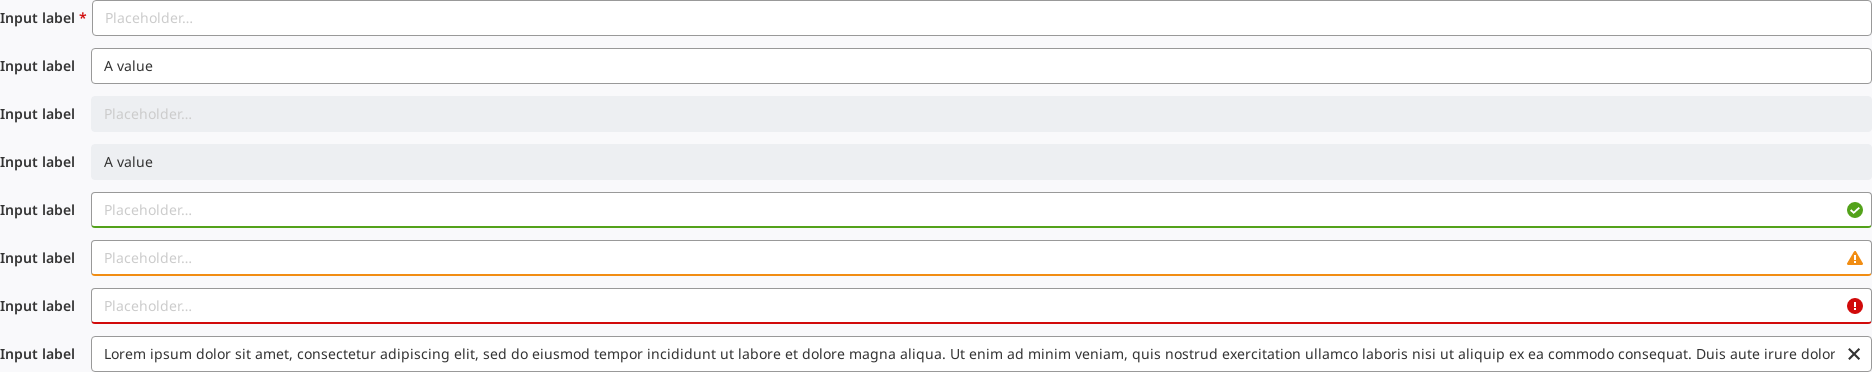 Input label * Placeholder...
Input label A value
Input label Placeholder...
Input label A value
Input label Placeholder...
Input label Placeholder...
Input label Placeholder...
Input label Lorem ipsum dolor sit amet, consectetur adipiscing elit, sed do eiusmod tempor incididunt ut labore et dolore magna aliqua. Ut enim ad minim veniam, quis nostrud exercitation ullamco laboris nisi ut aliquip ex ea commodo consequat. Duis aute irure dolor